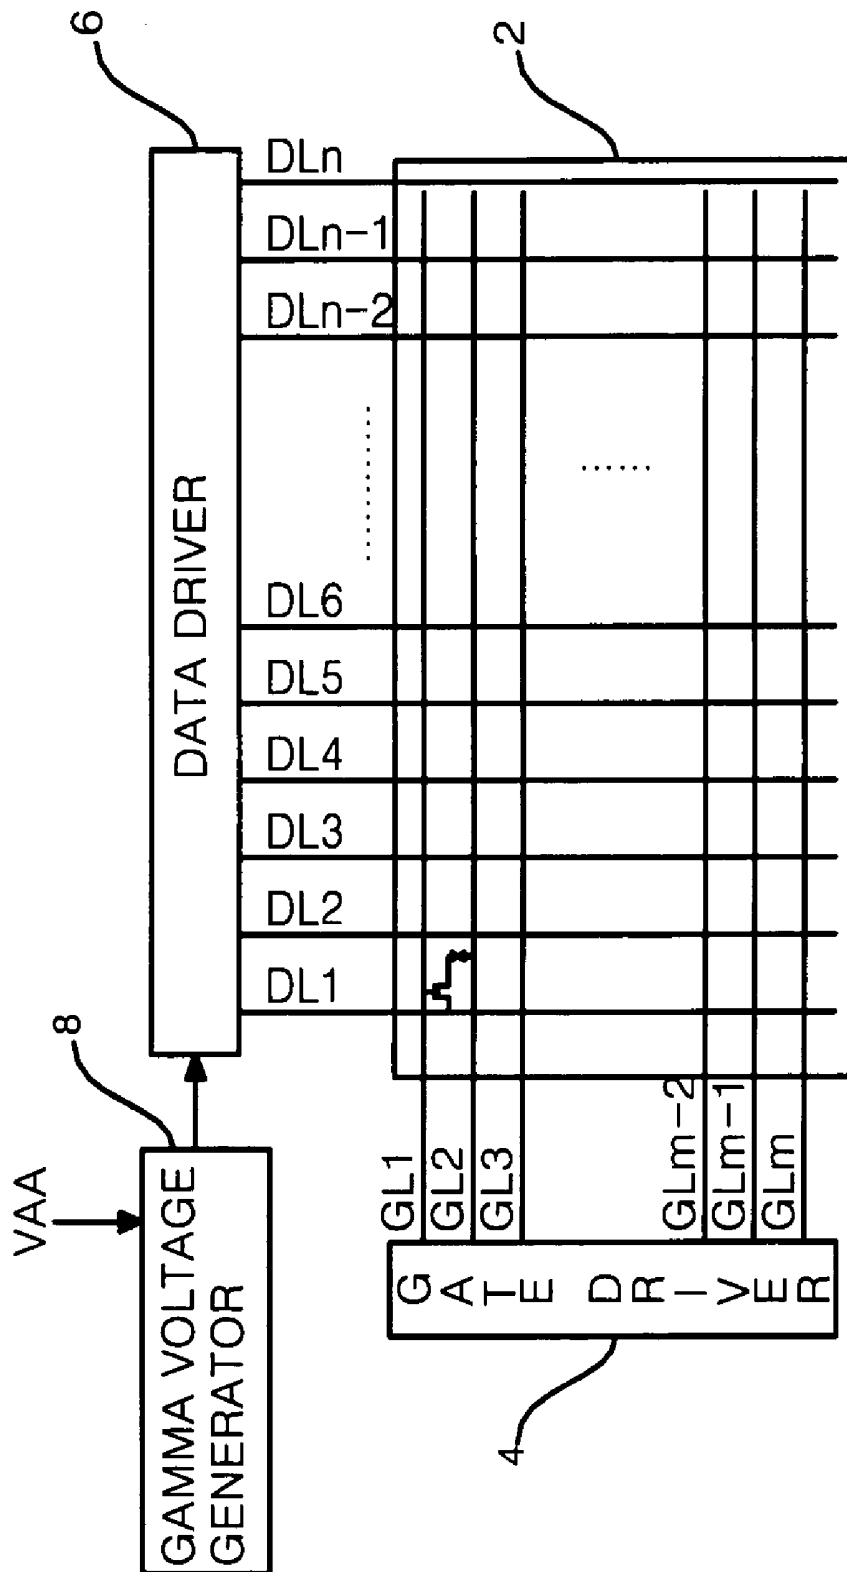 VAA
8
6
GAMMA VOLTAGE
GENERATOR
DATA DRIVER
DL1
DL2
DL3
DL4
DL5
DL6
DLn-2
DLn-1
DLn
2
GL1
GL2
GL3
GLm-2
GLm-1
GLm
GATE DRIVER
4